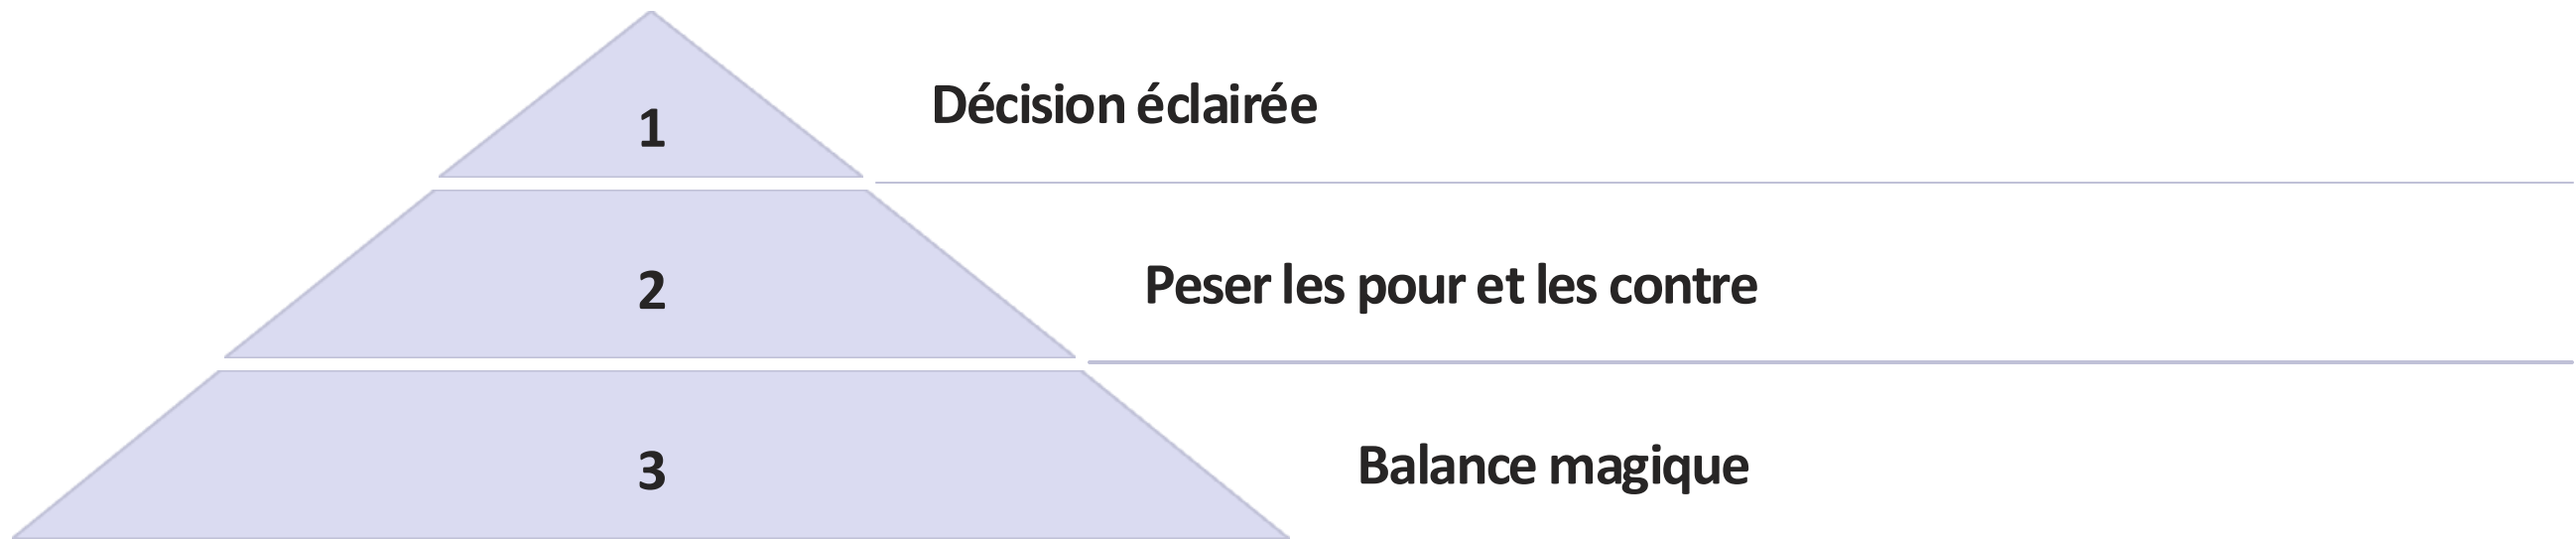 1
Décision éclairée
2
Peser les pour et les contre
3
Balance magique